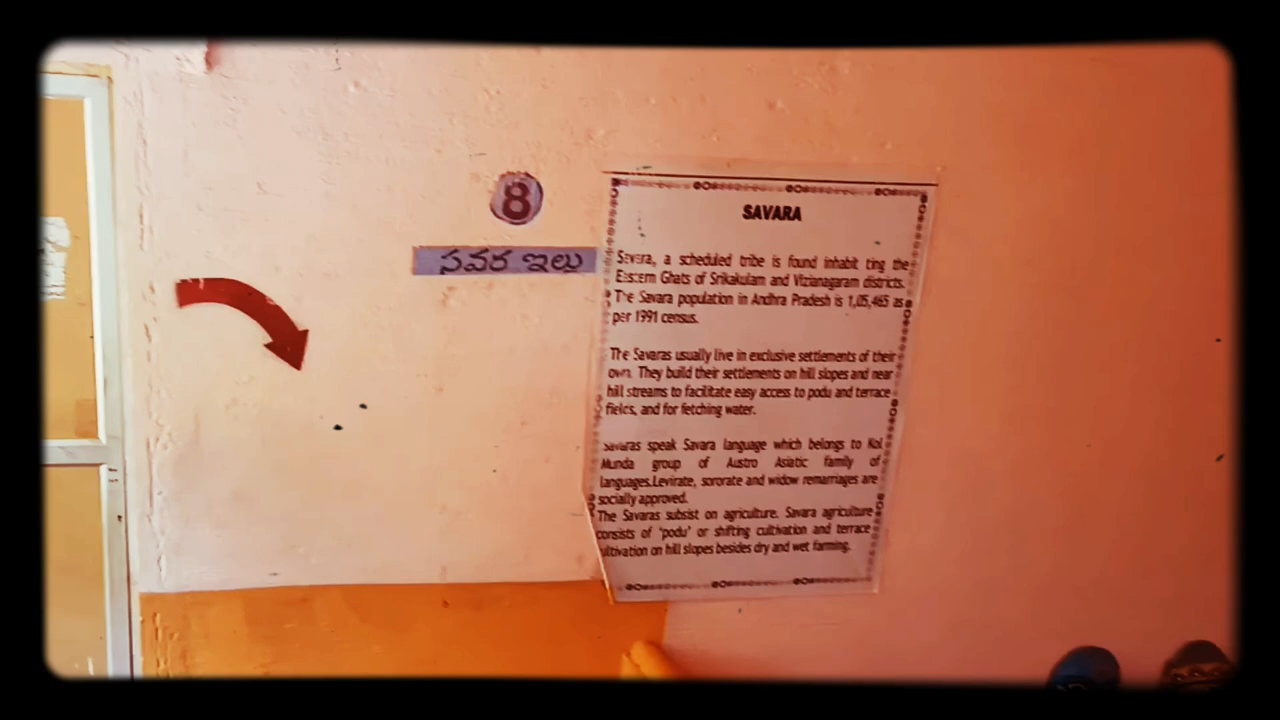 8
సవర ఇలు
SAVARA
Savara, a scheduled tribe is found inhabit ting the
Eastern Ghats of Srikakulam and Vizianagaram districts.
The Savara population in Andhra Pradesh is 1,05,465 as
per 1991 census.
The Savaras usually live in exclusive settlements of their
own. They build their settlements on hill slopes and near
hill streams to facilitate easy access to podu and terrace
fields, and for fetching water.
Savaras speak Savara language which belongs to Kol
Munda group of Austro Asiatic family of
languages.Levirate, sororate and widow remarriages are
socially approved.
The Savaras subsist on agriculture. Savara agriculture
consists of 'podu' or shifting cultivation and terrace
ultivation on hill slopes besides dry and wet farming.